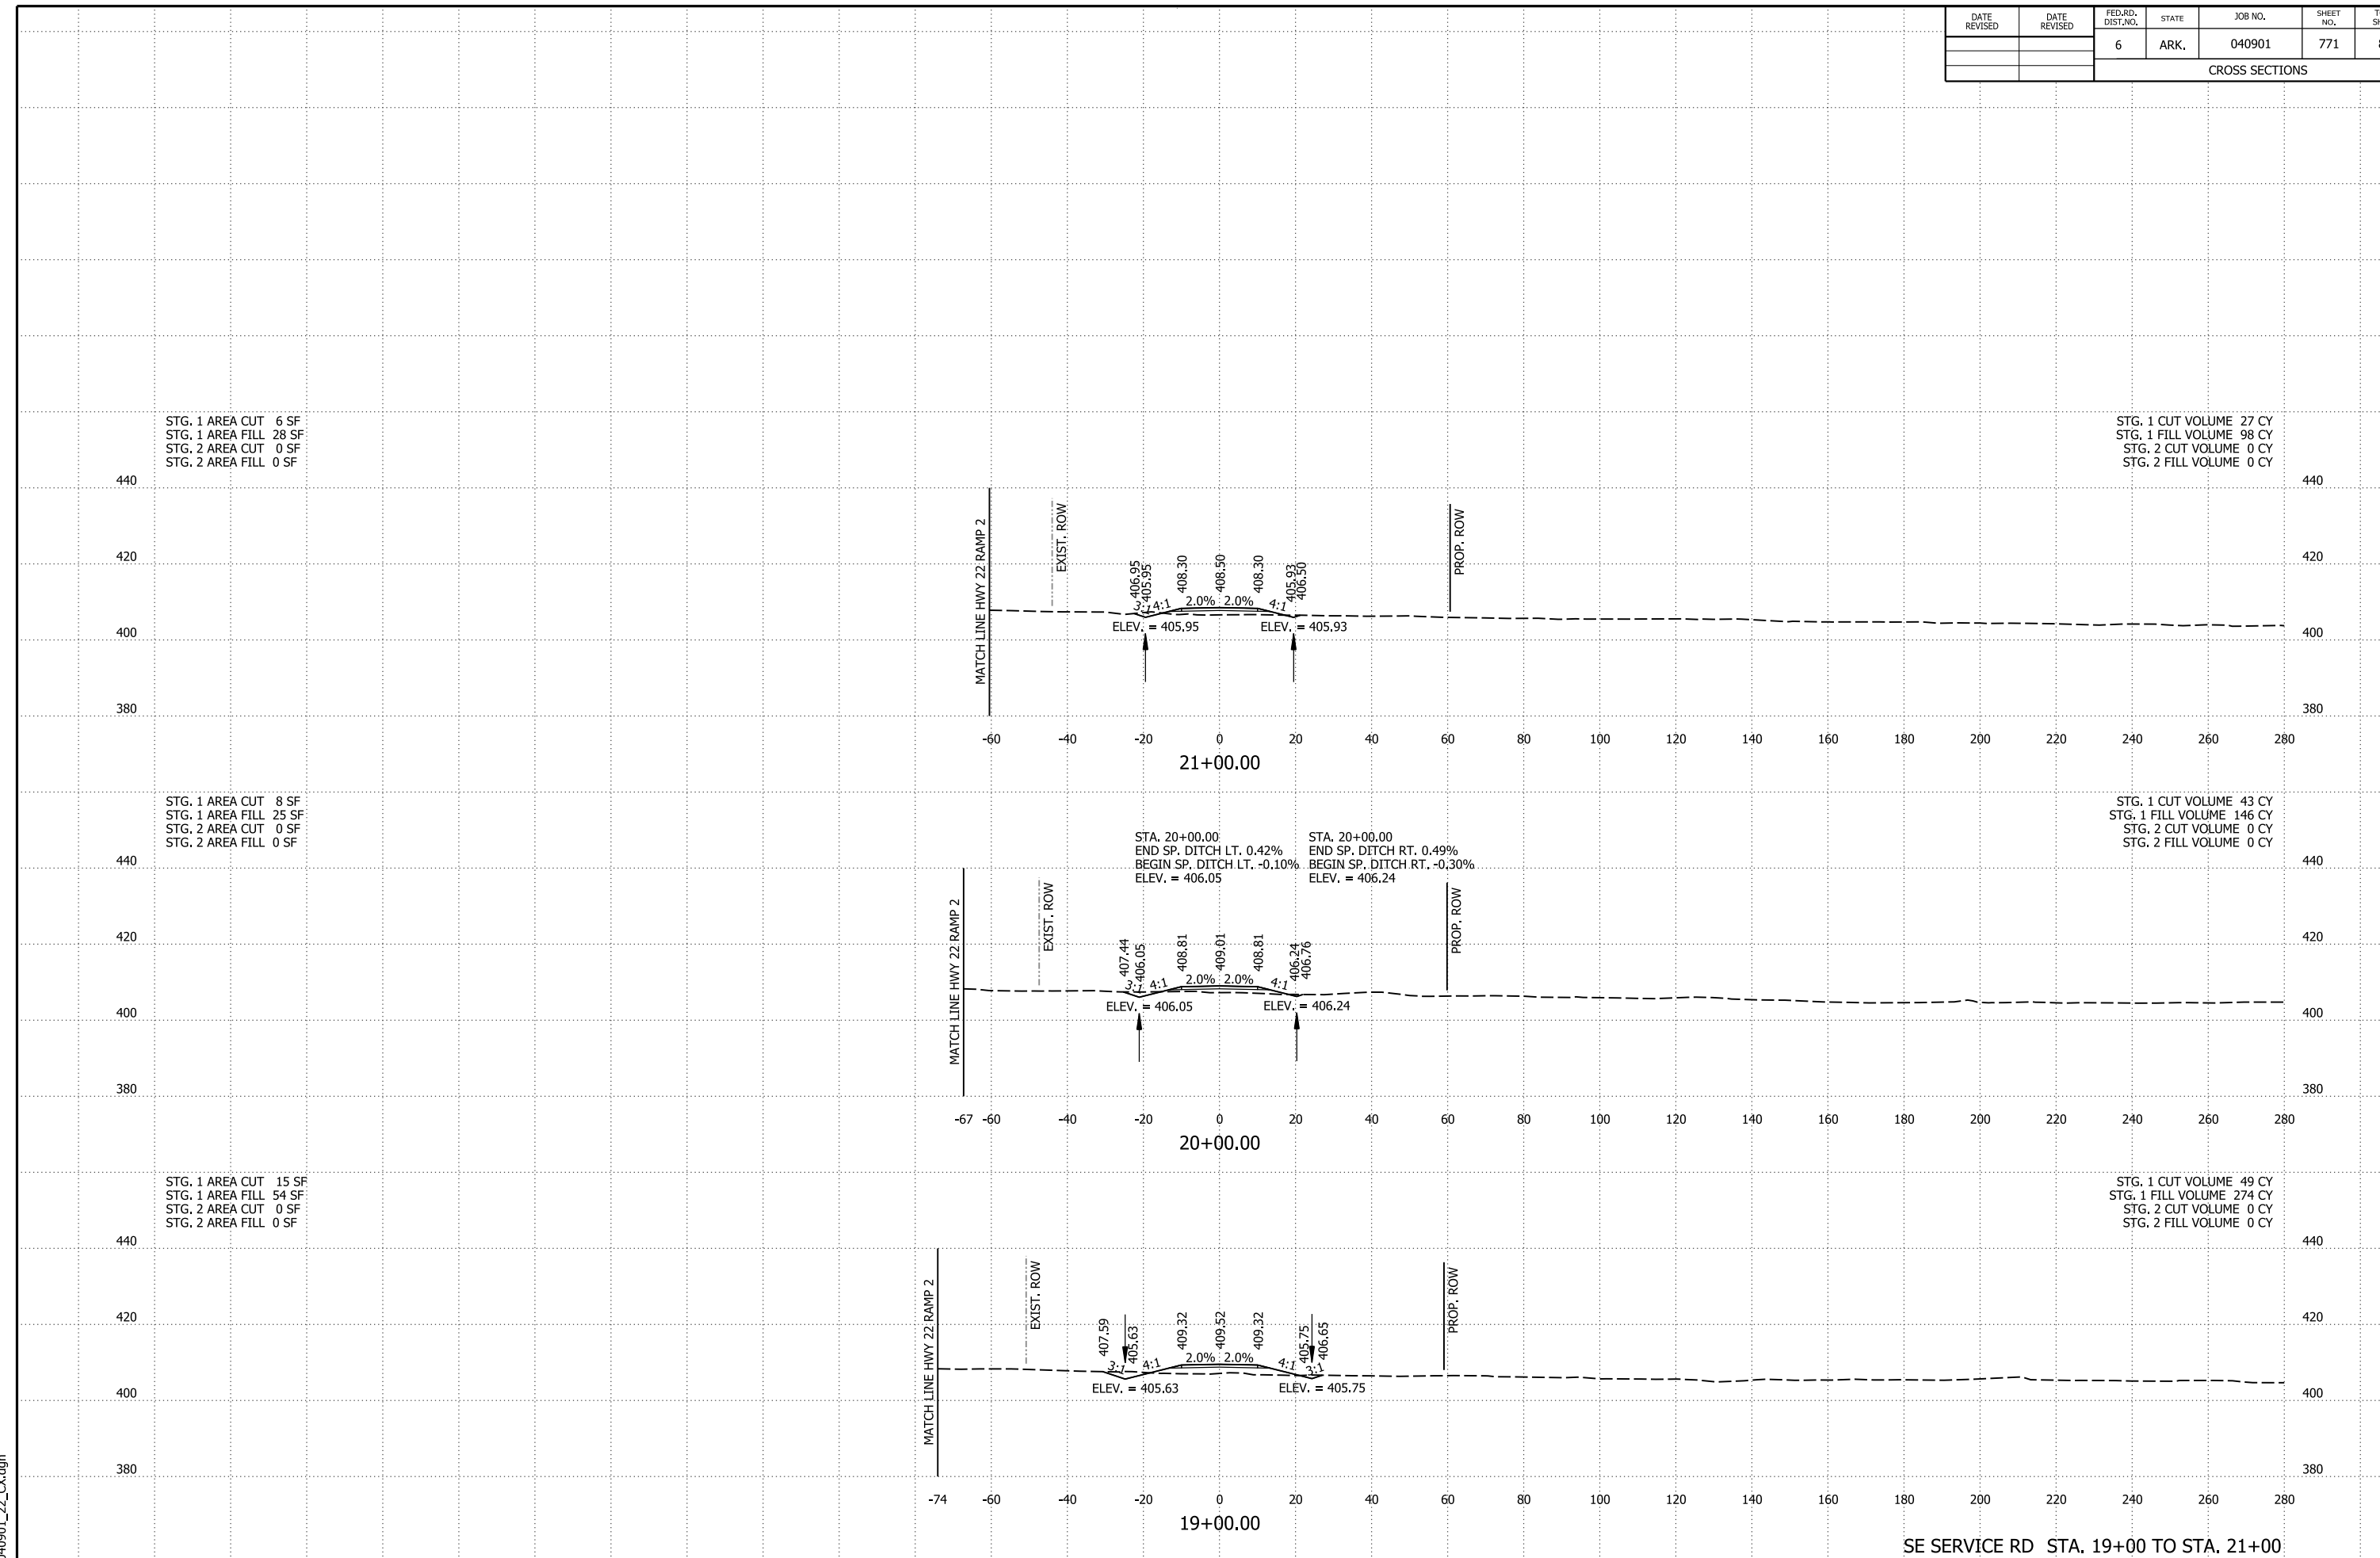 DATE REVISED
DATE REVISED
FED.RD. DIST.NO.
STATE
JOB NO.
SHEET NO.
6
ARK.
040901
771
CROSS SECTIONS
STG. 1 AREA CUT 6 SF
STG. 1 AREA FILL 28 SF
STG. 2 AREA CUT 0 SF
STG. 2 AREA FILL 0 SF
STG. 1 CUT VOLUME 27 CY
STG. 1 FILL VOLUME 98 CY
STG. 2 CUT VOLUME 0 CY
STG. 2 FILL VOLUME 0 CY
440
440
420
420
400
400
380
380
MATCH LINE HWY 22 RAMP 2
EXIST. ROW
406.95
405.95
408.30
408.50
408.30
405.93
406.50
PROP. ROW
3:1 4:1 2.0% 2.0% 4:1
ELEV. = 405.95
ELEV. = 405.93
-60 -40 -20 0 20 40 60 80 100 120 140 160 180 200 220 240 260 280
21+00.00
STG. 1 AREA CUT 8 SF
STG. 1 AREA FILL 25 SF
STG. 2 AREA CUT 0 SF
STG. 2 AREA FILL 0 SF
STG. 1 CUT VOLUME 43 CY
STG. 1 FILL VOLUME 146 CY
STG. 2 CUT VOLUME 0 CY
STG. 2 FILL VOLUME 0 CY
STA. 20+00.00
END SP. DITCH LT. 0.42%
BEGIN SP. DITCH LT. -0.10%
ELEV. = 406.05
STA. 20+00.00
END SP. DITCH RT. 0.49%
BEGIN SP. DITCH RT. -0.30%
ELEV. = 406.24
440
440
420
420
400
400
380
380
MATCH LINE HWY 22 RAMP 2
EXIST. ROW
407.44
406.05
408.81
409.01
408.81
406.24
406.76
PROP. ROW
3:1 4:1 2.0% 2.0% 4:1
ELEV. = 406.05
ELEV. = 406.24
-67 -60 -40 -20 0 20 40 60 80 100 120 140 160 180 200 220 240 260 280
20+00.00
STG. 1 AREA CUT 15 SF
STG. 1 AREA FILL 54 SF
STG. 2 AREA CUT 0 SF
STG. 2 AREA FILL 0 SF
STG. 1 CUT VOLUME 49 CY
STG. 1 FILL VOLUME 274 CY
STG. 2 CUT VOLUME 0 CY
STG. 2 FILL VOLUME 0 CY
440
440
420
420
400
400
380
380
MATCH LINE HWY 22 RAMP 2
EXIST. ROW
407.59
405.63
409.32
409.52
409.32
405.75
406.65
PROP. ROW
3:1 4:1 2.0% 2.0% 4:1 3:1
ELEV. = 405.63
ELEV. = 405.75
-74 -60 -40 -20 0 20 40 60 80 100 120 140 160 180 200 220 240 260 280
19+00.00
SE SERVICE RD STA. 19+00 TO STA. 21+00